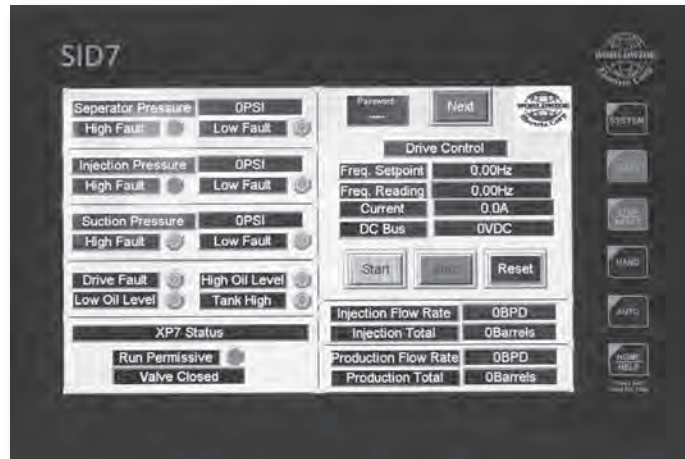 SID7
WORLDWIDE
Seperator Pressure 0PSI
High Fault Low Fault
Injection Pressure 0PSI
High Fault Low Fault
Suction Pressure 0PSI
High Fault Low Fault
Drive Fault High Oil Level
Low Oil Level Tank High
XP7 Status
Run Permissive
Valve Closed
Password
Next
WORLDWIDE
Drive Control
Freq. Setpoint 0.00Hz
Freq. Reading 0.00Hz
Current 0.0A
DC Bus 0VDC
Start Stop Reset
Injection Flow Rate 0BPD
Injection Total 0Barrels
Production Flow Rate 0BPD
Production Total 0Barrels
SYSTEM
HAND
AUTO
HOME
HELP